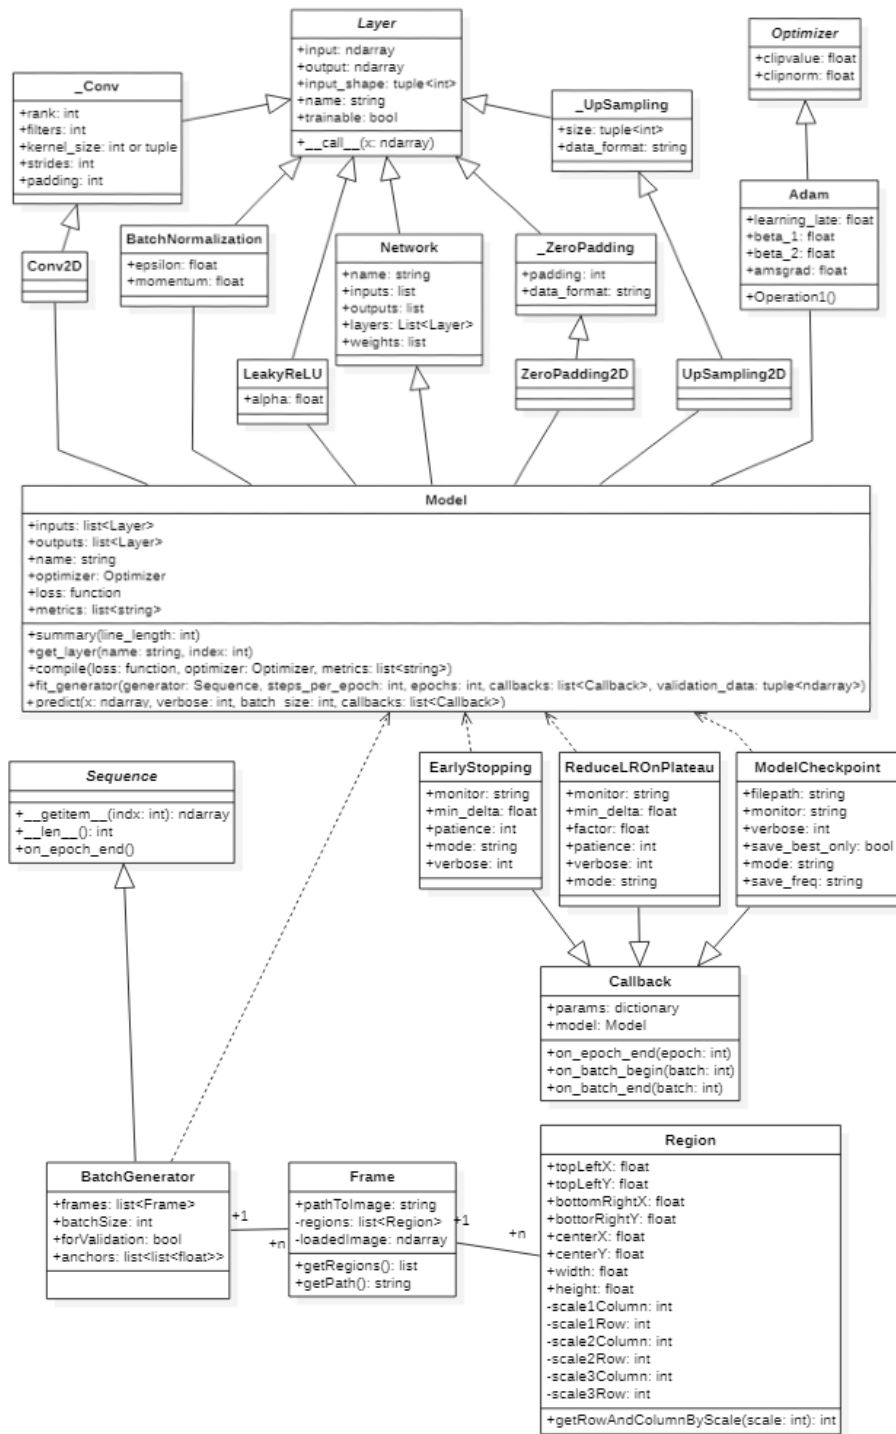 Layer
+input: ndarray
+output: ndarray
+input_shape: tuple<int>
+name: string
+trainable: bool
+__call__(x: ndarray)
Optimizer
+clipvalue: float
+clipnorm: float
_Conv
+rank: int
+filters: int
+kernel_size: int or tuple
+strides: int
+padding: int
_UpSampling
+size: tuple<int>
+data_format: string
Adam
+learning_late: float
+beta_1: float
+beta_2: float
+amsgrad: float
+Operation1()
BatchNormalization
+epsilon: float
+momentum: float
Network
+name: string
+inputs: list
+outputs: list
+layers: List<Layer>
+weights: list
_ZeroPadding
+padding: int
+data_format: string
Conv2D
LeakyReLU
+alpha: float
ZeroPadding2D
UpSampling2D
Model
+inputs: list<Layer>
+outputs: list<Layer>
+name: string
+optimizer: Optimizer
+loss: function
+metrics: list<string>
+summary(line_length: int)
+get_layer(name: string, index: int)
+compile(loss: function, optimizer: Optimizer, metrics: list<string>)
+fit_generator(generator: Sequence, steps_per_epoch: int, epochs: int, callbacks: list<Callback>, validation_data: tuple<ndarray>)
+predict(x: ndarray, verbose: int, batch_size: int, callbacks: list<Callback>)
Sequence
+__getitem__(indx: int): ndarray
+__len__(): int
+on_epoch_end()
EarlyStopping
+monitor: string
+min_delta: float
+patience: int
+mode: string
+verbose: int
ReduceLROnPlateau
+monitor: string
+min_delta: float
+factor: float
+patience: int
+verbose: int
+mode: string
ModelCheckpoint
+filepath: string
+monitor: string
+verbose: int
+save_best_only: bool
+mode: string
+save_freq: string
Callback
+params: dictionary
+model: Model
+on_epoch_end(epoch: int)
+on_batch_begin(batch: int)
+on_batch_end(batch: int)
BatchGenerator
+frames: list<Frame>
+batchSize: int
+forValidation: bool
+anchors: list<list<float>>
+1
+n
Frame
+pathToImage: string
-regions: list<Region>
-loadedImage: ndarray
+getRegions(): list
+getPath(): string
+1
+n
Region
+topLeftX: float
+topLeftY: float
+bottomRightX: float
+bottorRightY: float
+centerX: float
+centerY: float
+width: float
+height: float
-scale1Column: int
-scale1Row: int
-scale2Column: int
-scale2Row: int
-scale3Column: int
-scale3Row: int
+getRowAndColumnByScale(scale: int): int